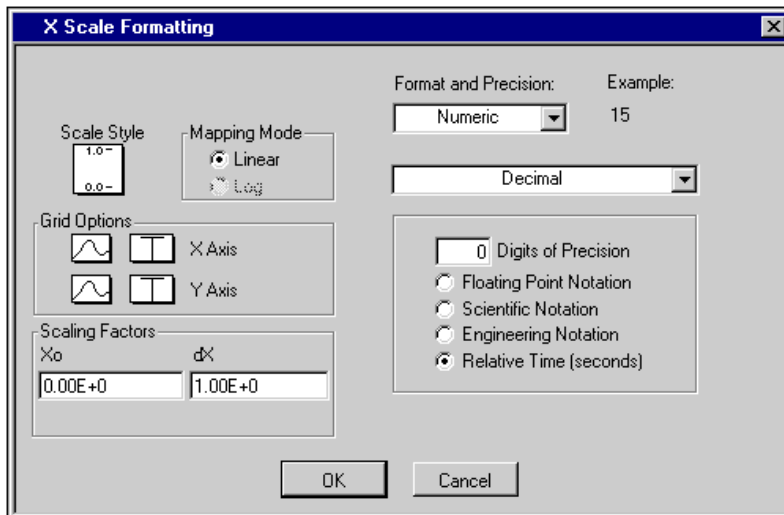 X Scale Formatting
Format and Precision:
Example:
Numeric
15
Scale Style
1.0
0.0
Mapping Mode
Linear
Log
Decimal
Grid Options
X Axis
Y Axis
0 Digits of Precision
Floating Point Notation
Scientific Notation
Engineering Notation
Relative Time (seconds)
Scaling Factors
Xo
dX
0.00E+0
1.00E+0
OK
Cancel